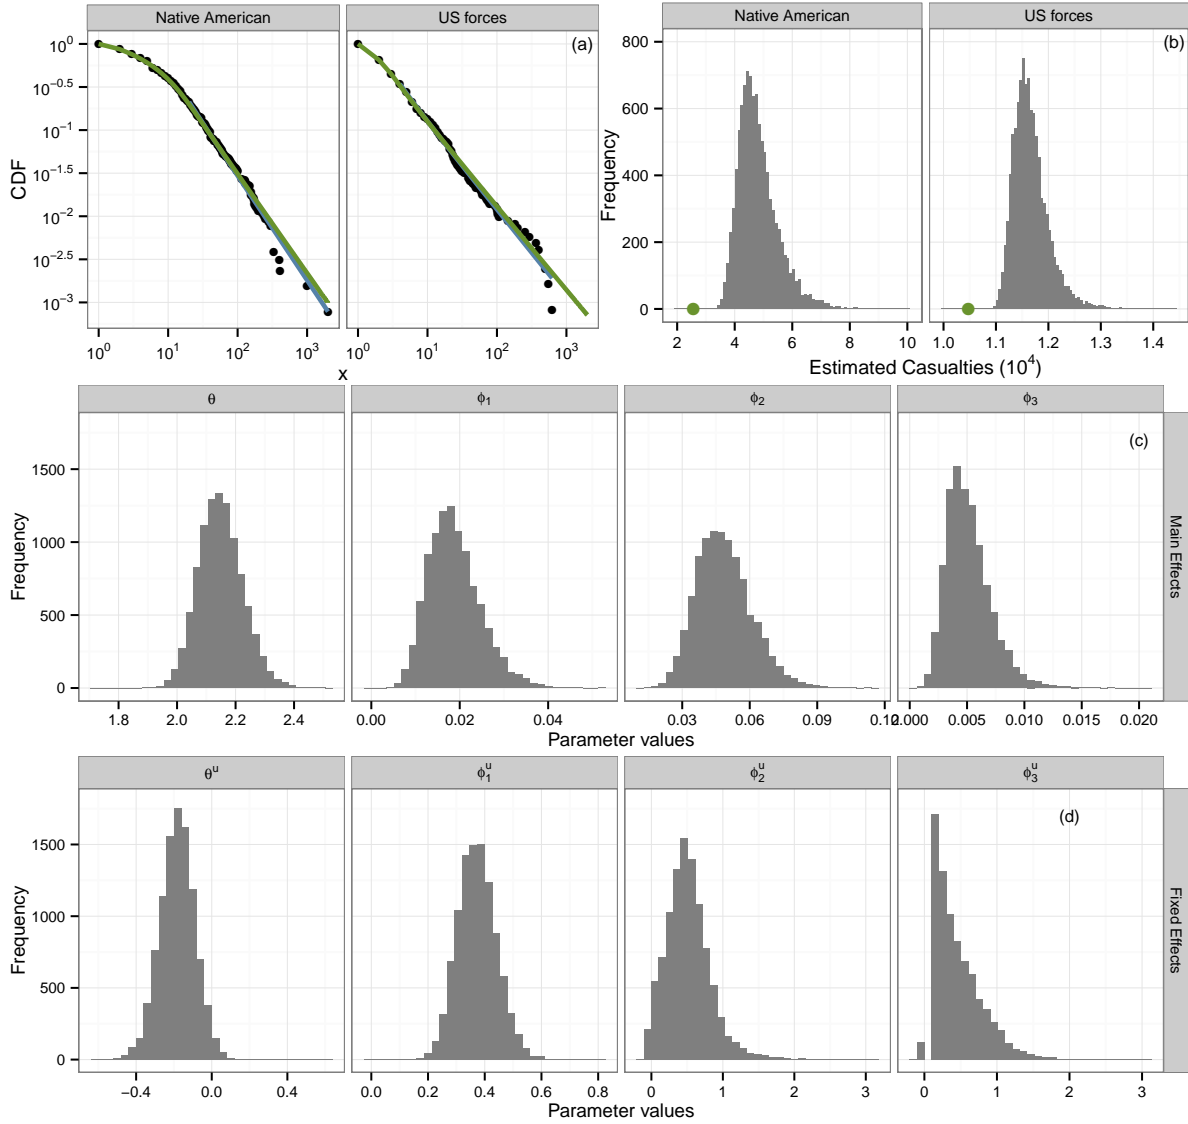 Native American US forces
(a)
10^0
10^−0.5
10^−1
10^−1.5
10^−2
10^−2.5
10^−3
CDF
10^0 10^1 10^2 10^3 10^0 10^1 10^2 10^3
x
Native American US forces
(b)
800
600
400
200
0
Frequency
2 4 6 8 10 1.0 1.1 1.2 1.3 1.4
Estimated Casualties (10^4)
θ ϕ1 ϕ2 ϕ3
(c)
1500
1000
500
0
Frequency
Main Effects
1.8 2.0 2.2 2.4 0.00 0.02 0.04 0.03 0.06 0.09 0.12 0.000 0.005 0.010 0.015 0.020
Parameter values
θ^u ϕ1^u ϕ2^u ϕ3^u
(d)
1500
1000
500
0
Frequency
Fixed Effects
−0.4 0.0 0.4 0.0 0.2 0.4 0.6 0.8 0 1 2 3 0 1 2 3
Parameter values